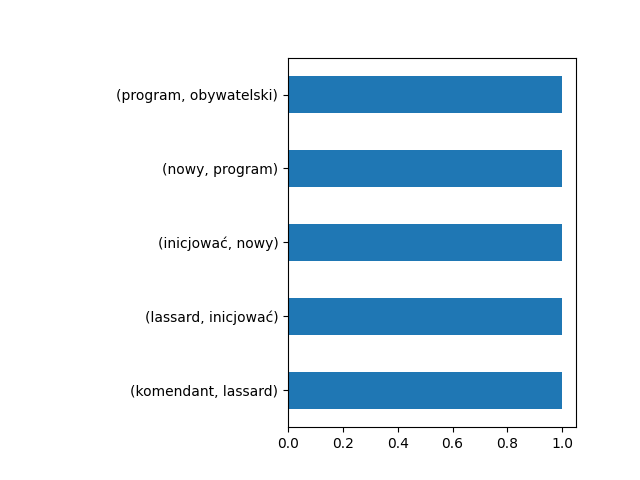 (program, obywatelski)
(nowy, program)
(inicjować, nowy)
(lassard, inicjować)
(komendant, lassard)
0.0 0.2 0.4 0.6 0.8 1.0